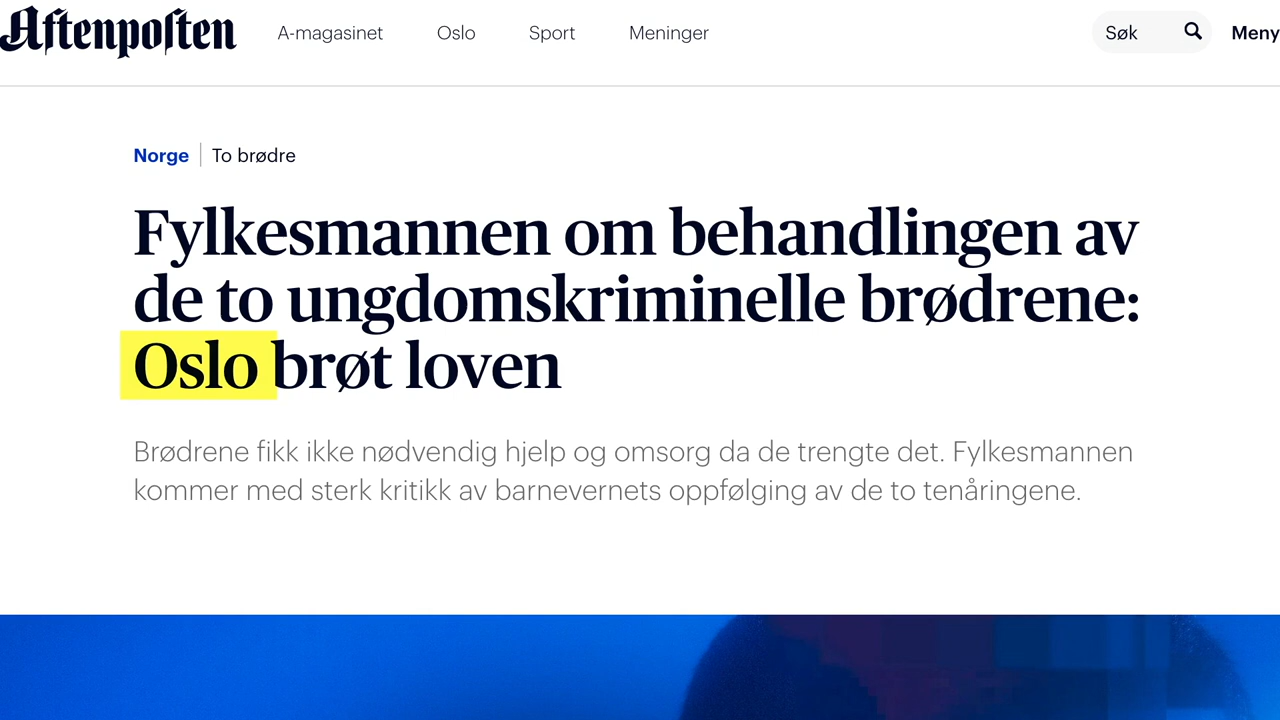 Aftenposten A-magasinet Oslo Sport Meninger Søk Meny
Norge To brødre
Fylkesmannen om behandlingen av
de to ungdomskriminelle brødrene:
Oslo brøt loven
Brødrene fikk ikke nødvendig hjelp og omsorg da de trengte det. Fylkesmannen
kommer med sterk kritikk av barnevernets oppfølging av de to tenåringene.